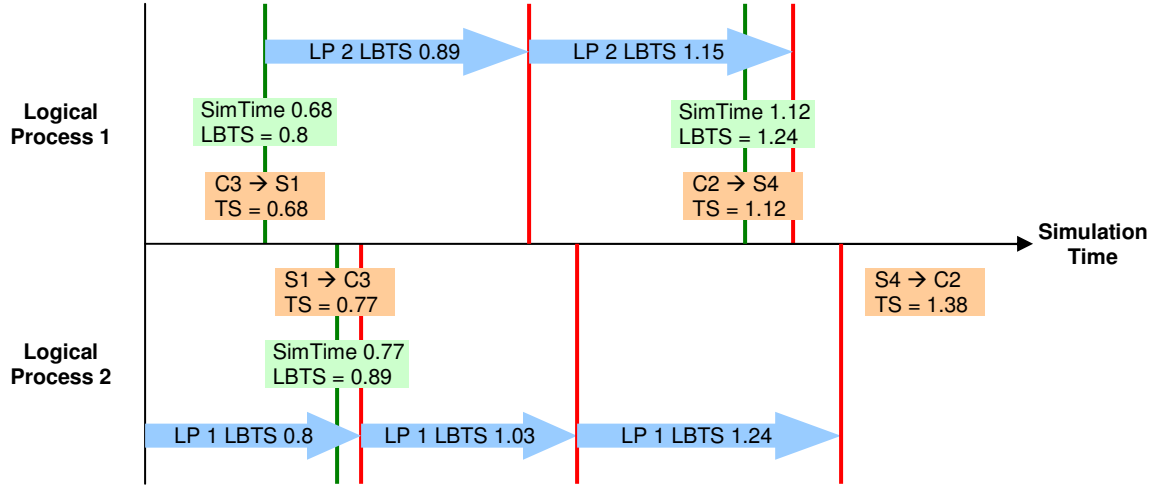 LP 2 LBTS 0.89
LP 2 LBTS 1.15
Logical
Process 1
SimTime 0.68
LBTS = 0.8
SimTime 1.12
LBTS = 1.24
C3 → S1
TS = 0.68
C2 → S4
TS = 1.12
Simulation
Time
S1 → C3
TS = 0.77
S4 → C2
TS = 1.38
Logical
Process 2
SimTime 0.77
LBTS = 0.89
LP 1 LBTS 0.8
LP 1 LBTS 1.03
LP 1 LBTS 1.24